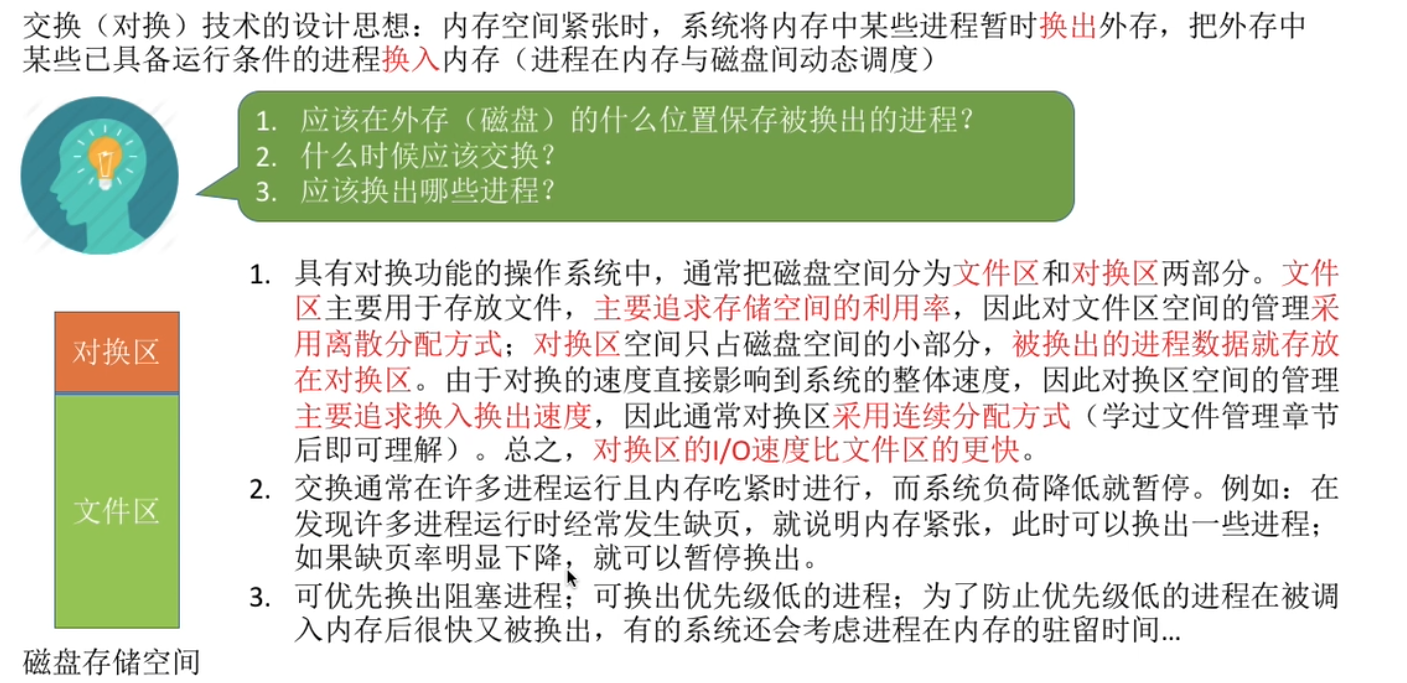 交换（对换）技术的设计思想：内存空间紧张时，系统将内存中某些进程暂时换出外存，把外存中
某些已具备运行条件的进程换入内存（进程在内存与磁盘间动态调度）
1. 应该在外存（磁盘）的什么位置保存被换出的进程？
2. 什么时候应该交换？
3. 应该换出哪些进程？
1. 具有对换功能的操作系统中，通常把磁盘空间分为文件区和对换区两部分。文件
区主要用于存放文件，主要追求存储空间的利用率，因此对文件区空间的管理采
用离散分配方式；对换区空间只占磁盘空间的小部分，被换出的进程数据就存放
在对换区。由于对换的速度直接影响到系统的整体速度，因此对换区空间的管理
主要追求换入换出速度，因此通常对换区采用连续分配方式（学过文件管理章节
后即可理解）。总之，对换区的I/O速度比文件区的更快。
2. 交换通常在许多进程运行且内存吃紧时进行，而系统负荷降低就暂停。例如：在
发现许多进程运行时经常发生缺页，就说明内存紧张，此时可以换出一些进程；
如果缺页率明显下降，就可以暂停换出。
3. 可优先换出阻塞进程；可换出优先级低的进程；为了防止优先级低的进程在被调
入内存后很快又被换出，有的系统还会考虑进程在内存的驻留时间…
对换区
文件区
磁盘存储空间